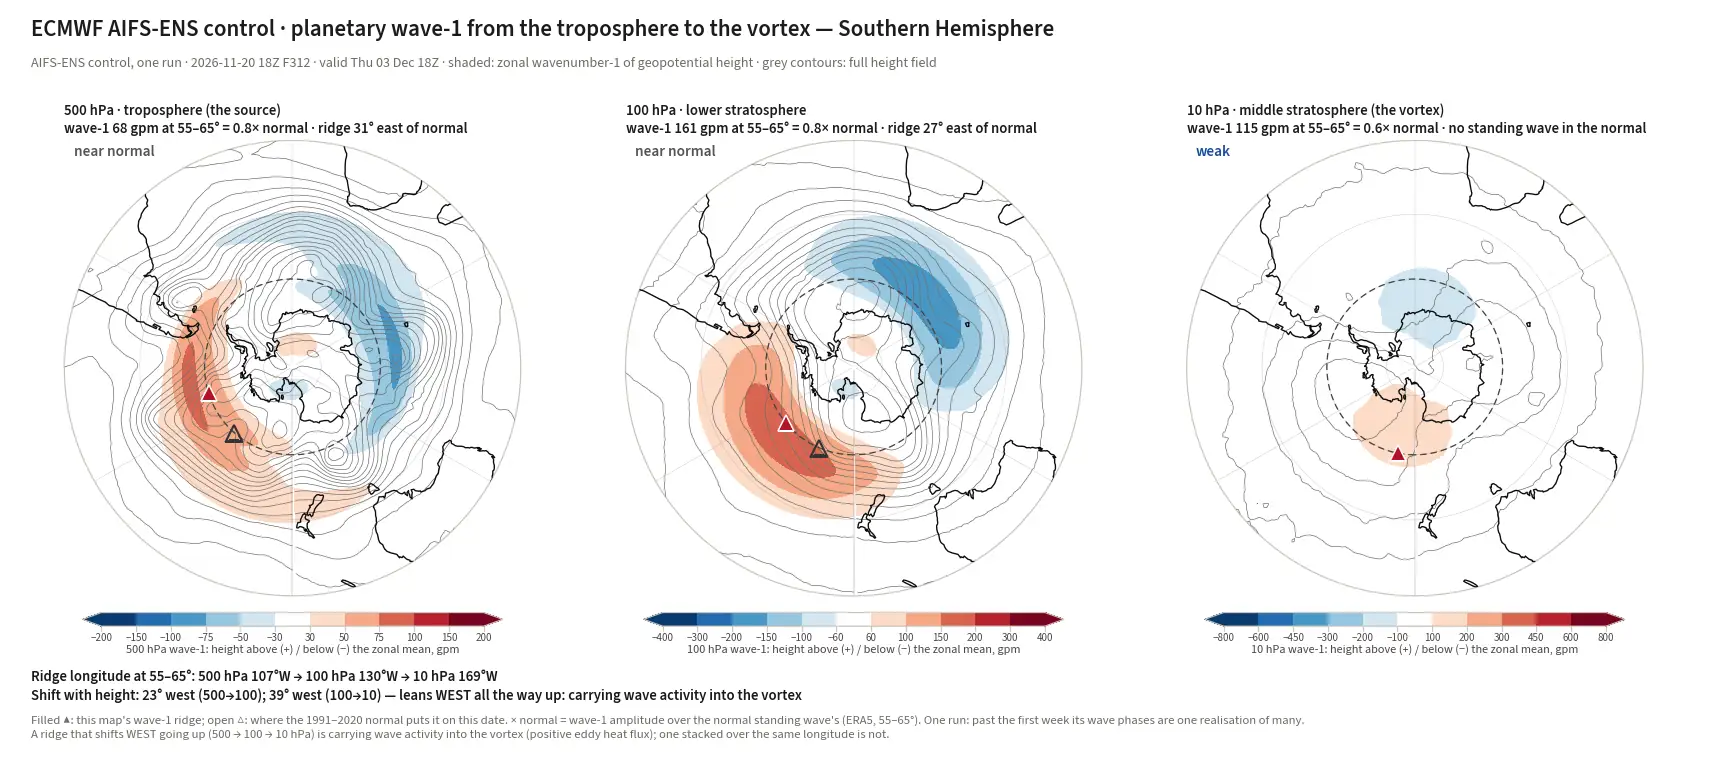 ECMWF AIFS-ENS control · planetary wave-1 from the troposphere to the vortex — Southern Hemisphere
AIFS-ENS control, one run · 2026-11-20 18Z F312 · valid Thu 03 Dec 18Z · shaded: zonal wavenumber-1 of geopotential height · grey contours: full height field
500 hPa · troposphere (the source)
wave-1 68 gpm at 55–65° = 0.8× normal · ridge 31° east of normal
near normal
100 hPa · lower stratosphere
wave-1 161 gpm at 55–65° = 0.8× normal · ridge 27° east of normal
near normal
10 hPa · middle stratosphere (the vortex)
wave-1 115 gpm at 55–65° = 0.6× normal · no standing wave in the normal
weak
−200 −150 −100 −75 −50 −30 30 50 75 100 150 200
500 hPa wave-1: height above (+) / below (−) the zonal mean, gpm
−400 −300 −200 −150 −100 −60 60 100 150 200 300 400
100 hPa wave-1: height above (+) / below (−) the zonal mean, gpm
−800 −600 −450 −300 −200 −100 100 200 300 450 600 800
10 hPa wave-1: height above (+) / below (−) the zonal mean, gpm
Ridge longitude at 55–65°: 500 hPa 107°W → 100 hPa 130°W → 10 hPa 169°W
Shift with height: 23° west (500→100); 39° west (100→10) — leans WEST all the way up: carrying wave activity into the vortex
Filled ▲: this map's wave-1 ridge; open △: where the 1991–2020 normal puts it on this date. × normal = wave-1 amplitude over the normal standing wave's (ERA5, 55–65°). One run: past the first week its wave phases are one realisation of many.
A ridge that shifts WEST going up (500 → 100 → 10 hPa) is carrying wave activity into the vortex (positive eddy heat flux); one stacked over the same longitude is not.